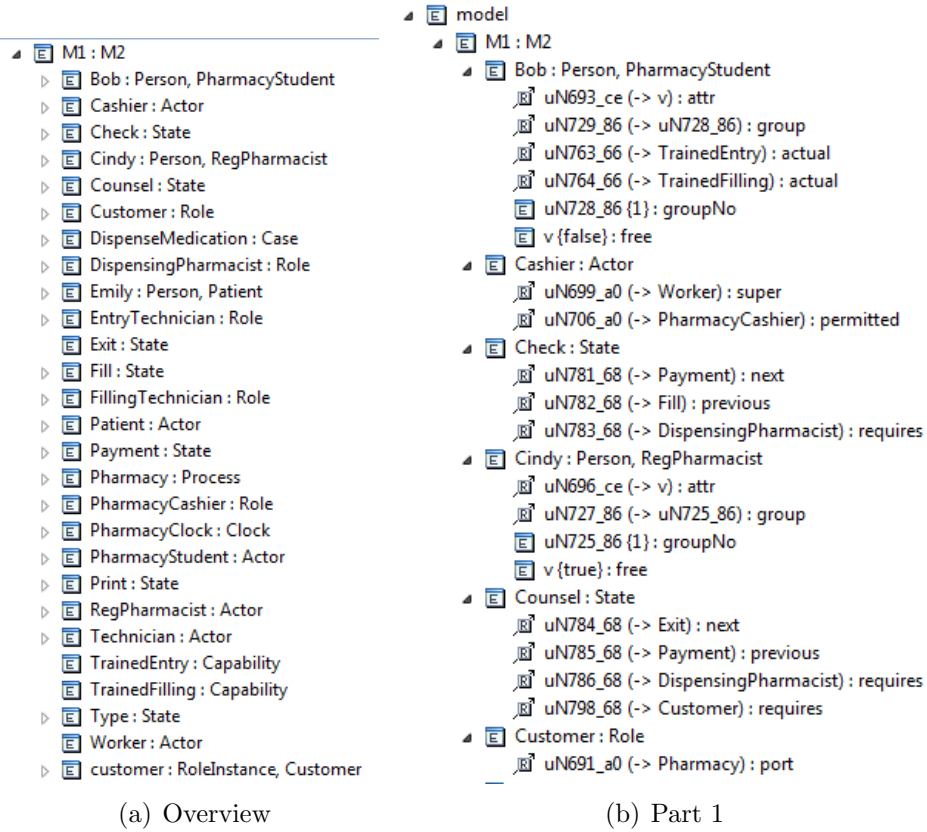 M1 : M2
Bob : Person, PharmacyStudent
Cashier : Actor
Check : State
Cindy : Person, RegPharmacist
Counsel : State
Customer : Role
DispenseMedication : Case
DispensingPharmacist : Role
Emily : Person, Patient
EntryTechnician : Role
Exit : State
Fill : State
FillingTechnician : Role
Patient : Actor
Payment : State
Pharmacy : Process
PharmacyCashier : Role
PharmacyClock : Clock
PharmacyStudent : Actor
Print : State
RegPharmacist : Actor
Technician : Actor
TrainedEntry : Capability
TrainedFilling : Capability
Type : State
Worker : Actor
customer : RoleInstance, Customer
(a) Overview
model
M1 : M2
Bob : Person, PharmacyStudent
uN693_ce (-> v) : attr
uN729_86 (-> uN728_86) : group
uN763_66 (-> TrainedEntry) : actual
uN764_66 (-> TrainedFilling) : actual
uN728_86 {1} : groupNo
v {false} : free
Cashier : Actor
uN699_a0 (-> Worker) : super
uN706_a0 (-> PharmacyCashier) : permitted
Check : State
uN781_68 (-> Payment) : next
uN782_68 (-> Fill) : previous
uN783_68 (-> DispensingPharmacist) : requires
Cindy : Person, RegPharmacist
uN696_ce (-> v) : attr
uN727_86 (-> uN725_86) : group
uN725_86 {1} : groupNo
v {true} : free
Counsel : State
uN784_68 (-> Exit) : next
uN785_68 (-> Payment) : previous
uN786_68 (-> DispensingPharmacist) : requires
uN798_68 (-> Customer) : requires
Customer : Role
uN691_a0 (-> Pharmacy) : port
(b) Part 1